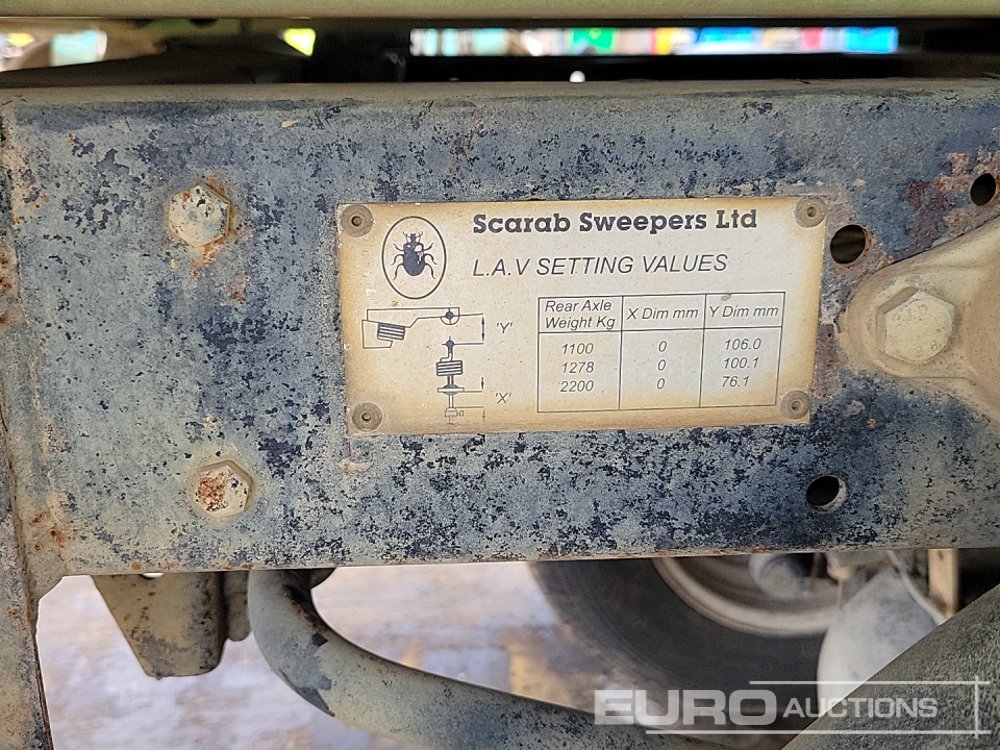 Scarab Sweepers Ltd
L.A.V SETTING VALUES
'Y'
'X'
Rear Axle Weight Kg X Dim mm Y Dim mm
1100 0 106.0
1278 0 100.1
2200 0 76.1
EURO AUCTIONS